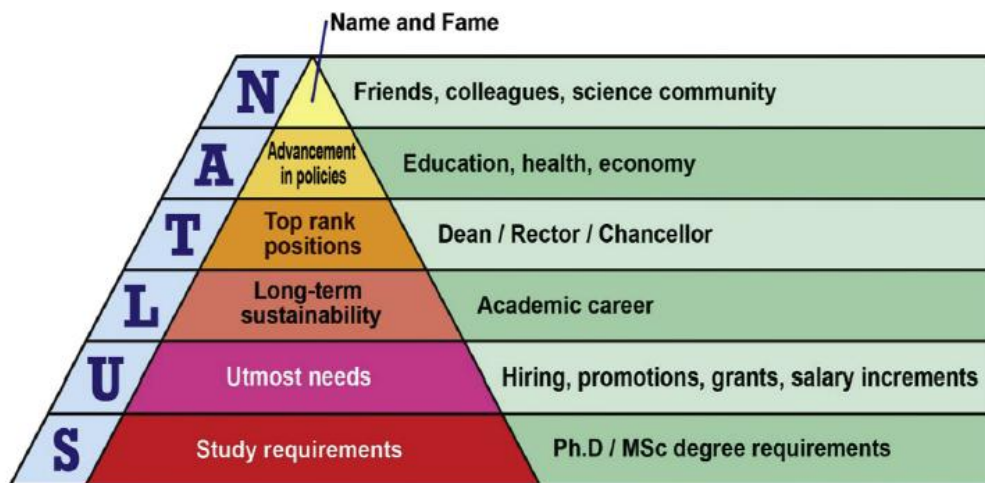 Name and Fame
N
Friends, colleagues, science community
A
Advancement
in policies
Education, health, economy
T
Top rank
positions
Dean / Rector / Chancellor
L
Long-term
sustainability
Academic career
U
Utmost needs
Hiring, promotions, grants, salary increments
S
Study requirements
Ph.D / MSc degree requirements